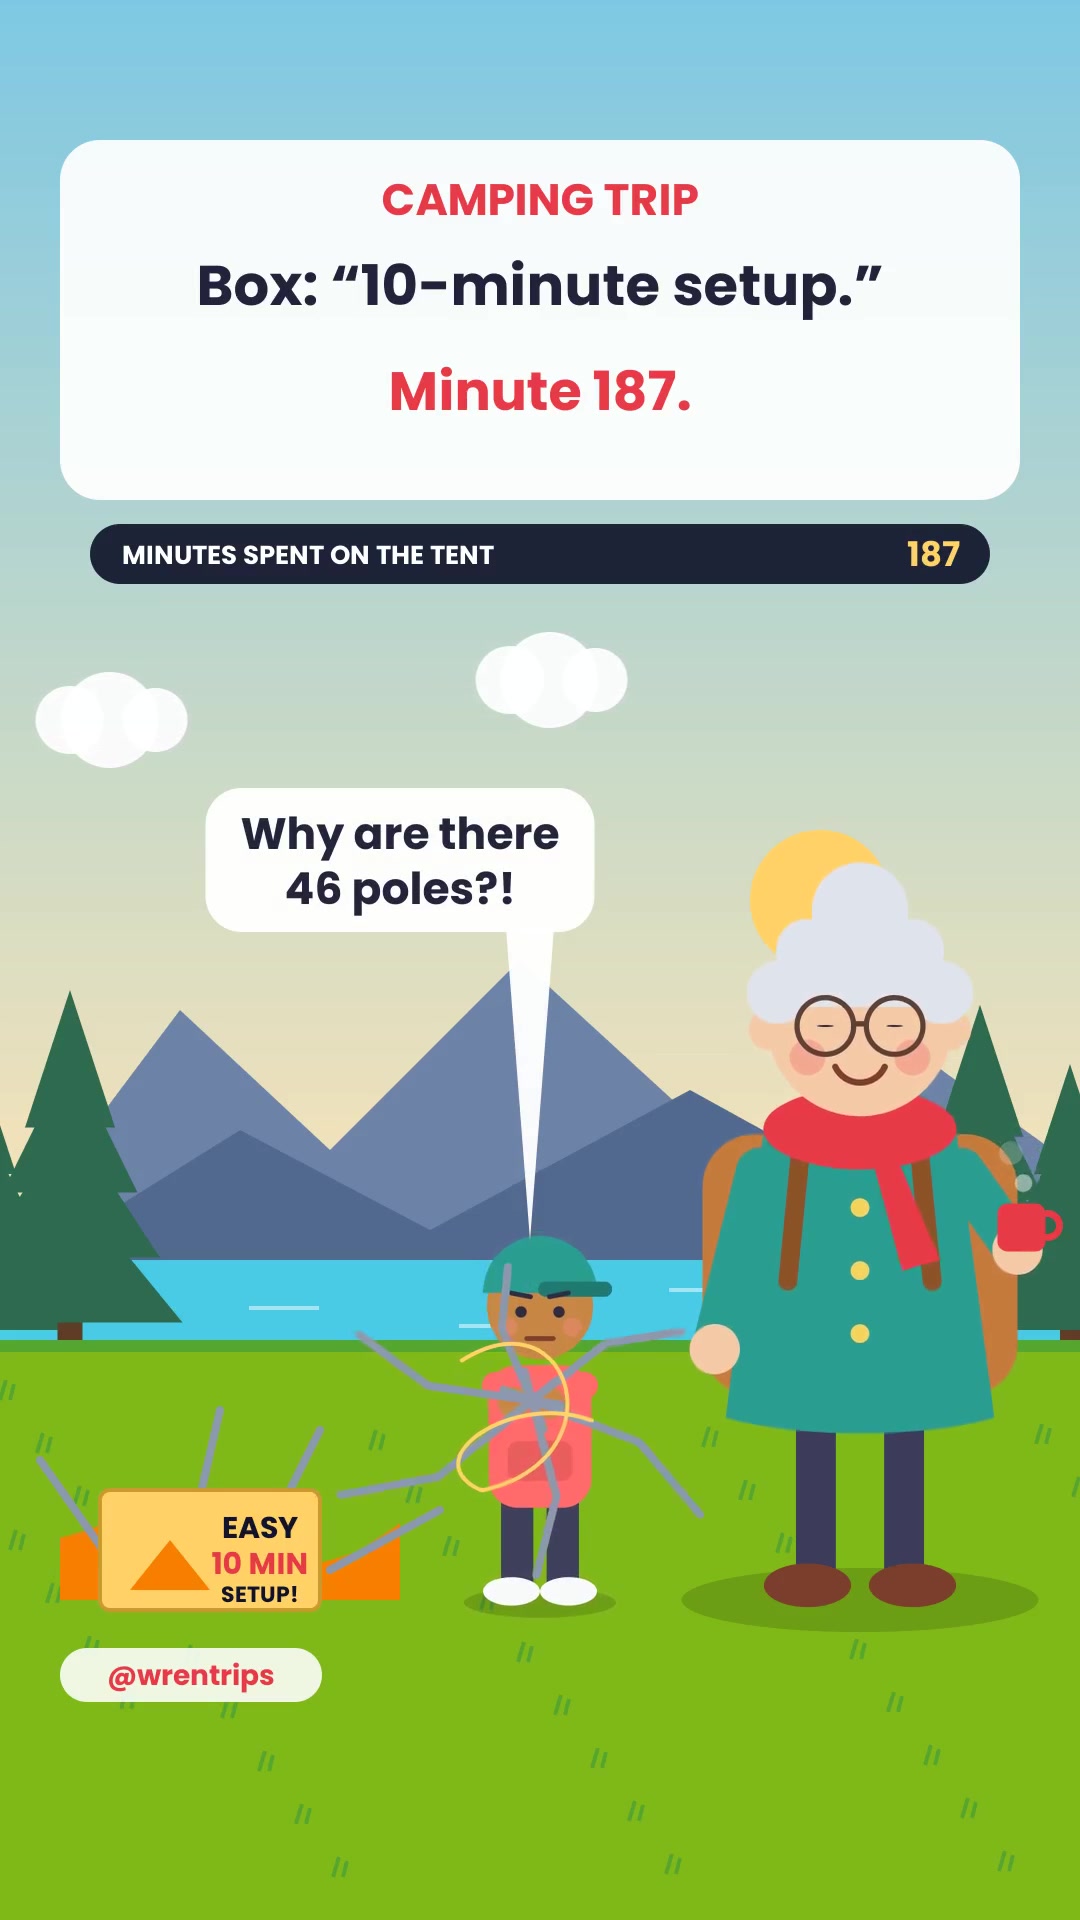 CAMPING TRIP
Box: “10-minute setup.”
Minute 187.
MINUTES SPENT ON THE TENT 187
Why are there
46 poles?!
EASY
10 MIN
SETUP!
@wrentrips